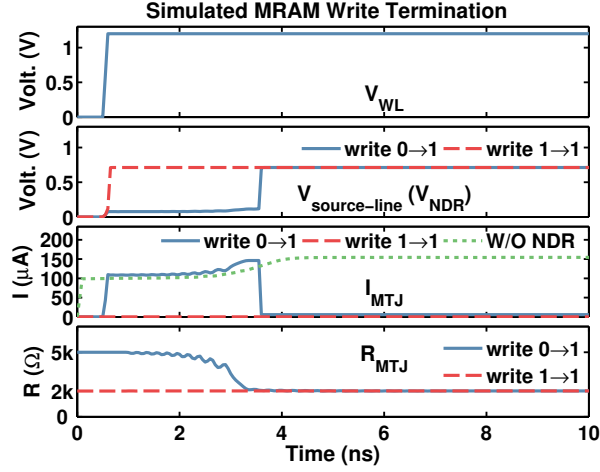 Simulated MRAM Write Termination
Volt. (V)
1
0
V_WL
Volt. (V)
1
0.5
0
write 0→1
write 1→1
V_source-line (V_NDR)
I (µA)
200
150
100
50
0
write 0→1
write 1→1
W/O NDR
I_MTJ
R (Ω)
5k
2k
0
R_MTJ
write 0→1
write 1→1
0
2
4
6
8
10
Time (ns)